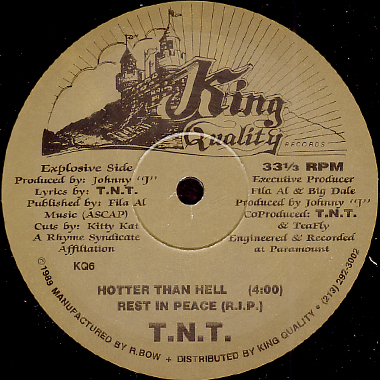 King
Quality
RECORDS
Explosive Side
Produced by: Johnny "J"
Lyrics by: T.N.T.
Published by: Fila Al
Music (ASCAP)
Cuts by: Kitty Kat
A Rhyme Syndicate
Affiliation
KQ6
33⅓ RPM
Executive Producer
Fila Al & Big Dale
Produced by Johnny "J"
CoProduced: T.N.T.
& TeaFly
Engineered & Recorded
at Paramount
HOTTER THAN HELL (4:00)
REST IN PEACE (R.I.P.)
T.N.T.
© 1989 MANUFACTURED BY R.BOW + DISTRIBUTED BY KING QUALITY • (213) 292-3002